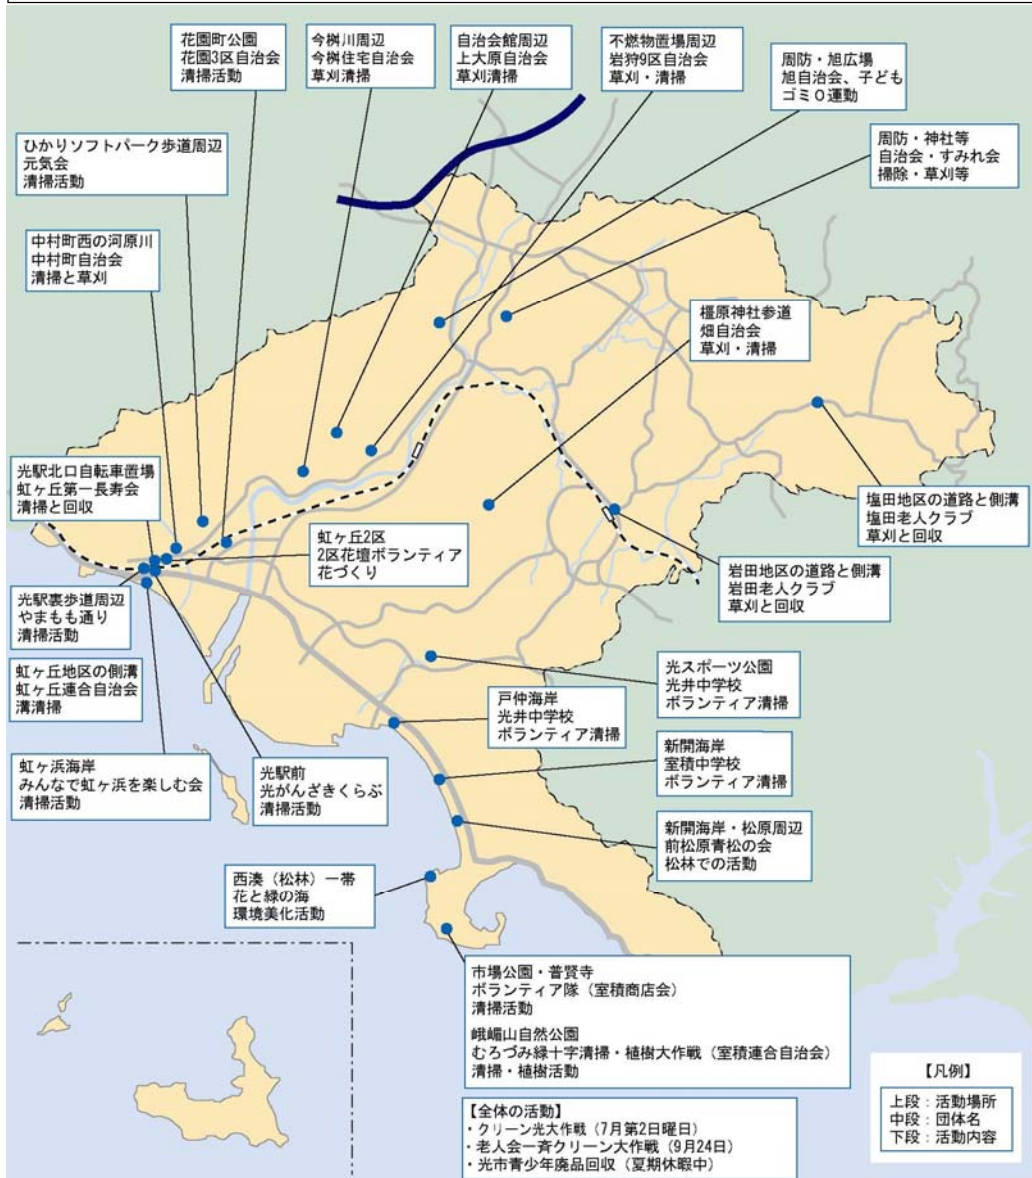 花園町公園
花園3区自治会
清掃活動
今桝川周辺
今桝住宅自治会
草刈清掃
自治会館周辺
上大原自治会
草刈清掃
不燃物置場周辺
岩狩9区自治会
草刈・清掃
周防・旭広場
旭自治会、子ども
ゴミ０運動
ひかりソフトパーク歩道周辺
元気会
清掃活動
周防・神社等
自治会・すみれ会
掃除・草刈等
中村町西の河原川
中村町自治会
清掃と草刈
橿原神社参道
畑自治会
草刈・清掃
光駅北口自転車置場
虹ヶ丘第一長寿会
清掃と回収
塩田地区の道路と側溝
塩田老人クラブ
草刈と回収
虹ヶ丘2区
2区花壇ボランティア
花づくり
岩田地区の道路と側溝
岩田老人クラブ
草刈と回収
光駅裏歩道周辺
やまもも通り
清掃活動
虹ヶ丘地区の側溝
虹ヶ丘連合自治会
溝清掃
光スポーツ公園
光井中学校
ボランティア清掃
戸仲海岸
光井中学校
ボランティア清掃
虹ヶ浜海岸
みんなで虹ヶ浜を楽しむ会
清掃活動
光駅前
光がんざきくらぶ
清掃活動
新開海岸
室積中学校
ボランティア清掃
新開海岸・松原周辺
前松原青松の会
松林での活動
西湊（松林）一帯
花と緑の海
環境美化活動
市場公園・普賢寺
ボランティア隊（室積商店会）
清掃活動
峨嵋山自然公園
むろづみ緑十字清掃・植樹大作戦（室積連合自治会）
清掃・植樹活動
【全体の活動】
・クリーン光大作戦（7月第2日曜日）
・老人会一斉クリーン大作戦（9月24日）
・光市青少年廃品回収（夏期休暇中）
【凡例】
上段：活動場所
中段：団体名
下段：活動内容